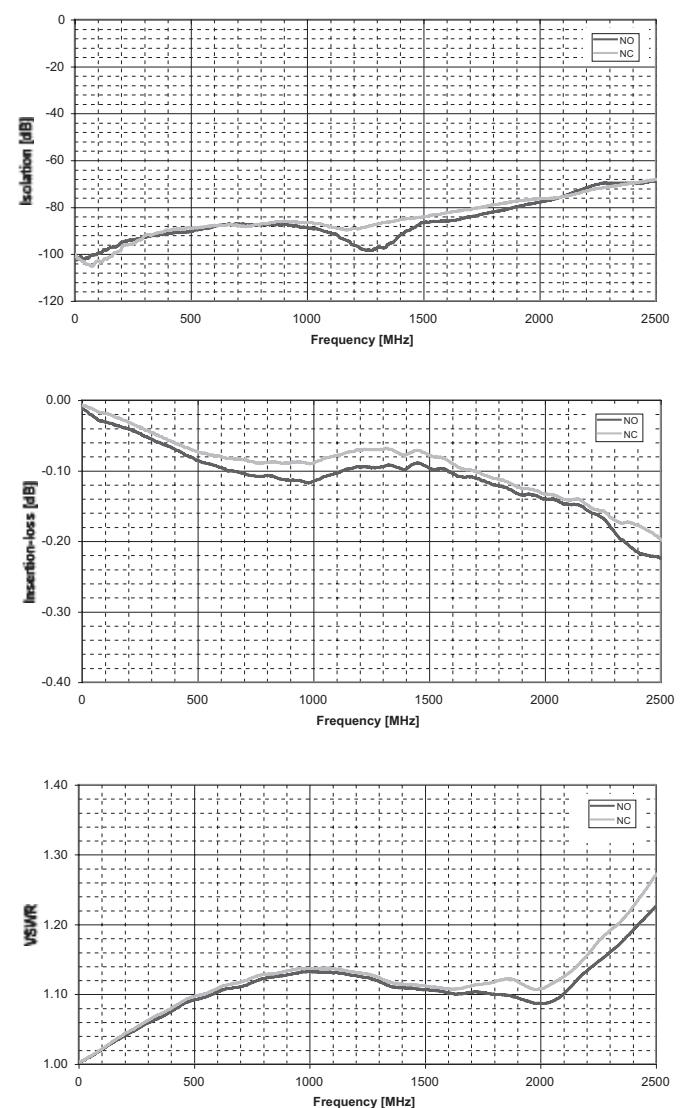 0
-20
-40
-60
-80
-100
-120
Isolation [dB]
NO
NC
0 500 1000 1500 2000 2500
Frequency [MHz]
0.00
-0.10
-0.20
-0.30
-0.40
Insertion-loss [dB]
NO
NC
0 500 1000 1500 2000 2500
Frequency [MHz]
1.40
1.30
1.20
1.10
1.00
VSWR
NO
NC
0 500 1000 1500 2000 2500
Frequency [MHz]